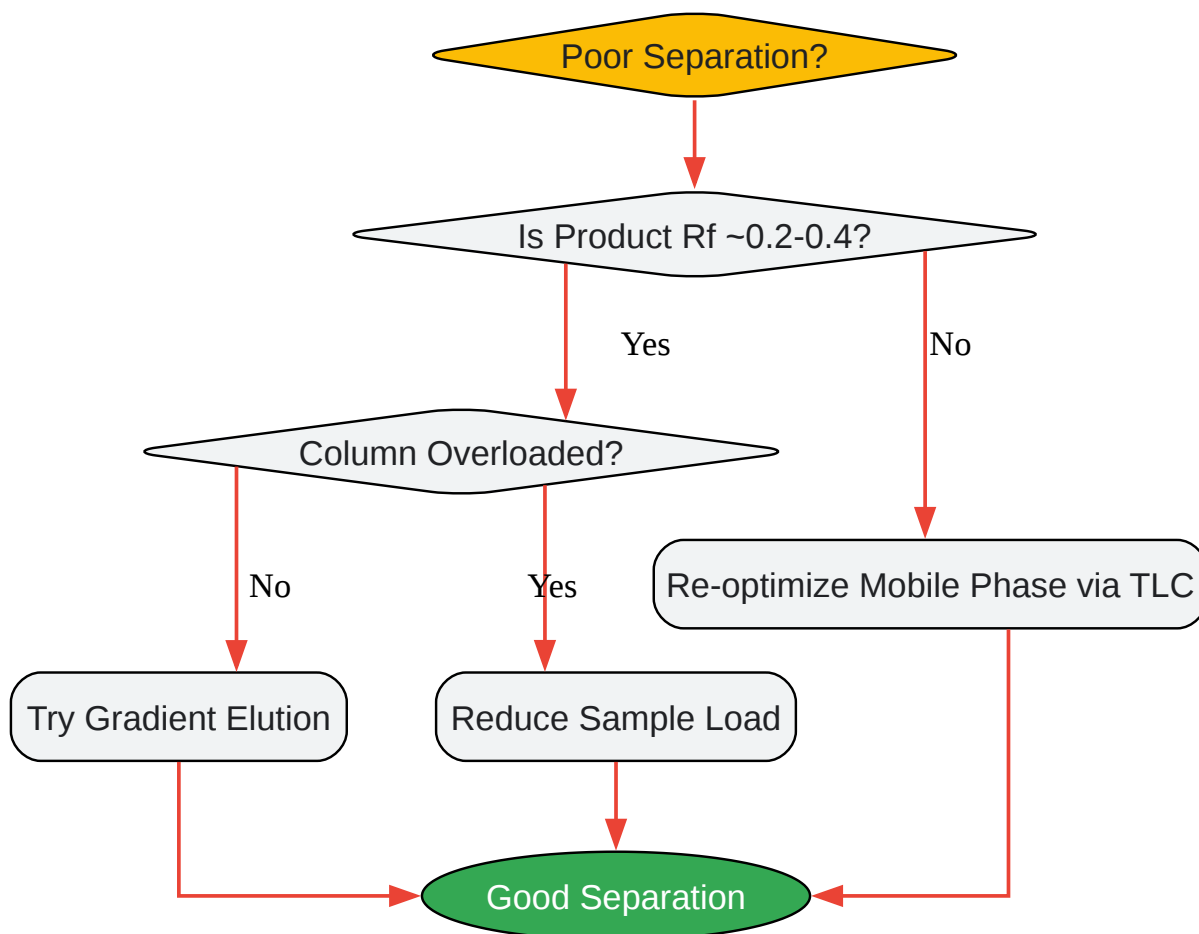 Poor Separation?
Is Product Rf ~0.2-0.4?
Yes
No
Column Overloaded?
No
Yes
Re-optimize Mobile Phase via TLC
Try Gradient Elution
Reduce Sample Load
Good Separation